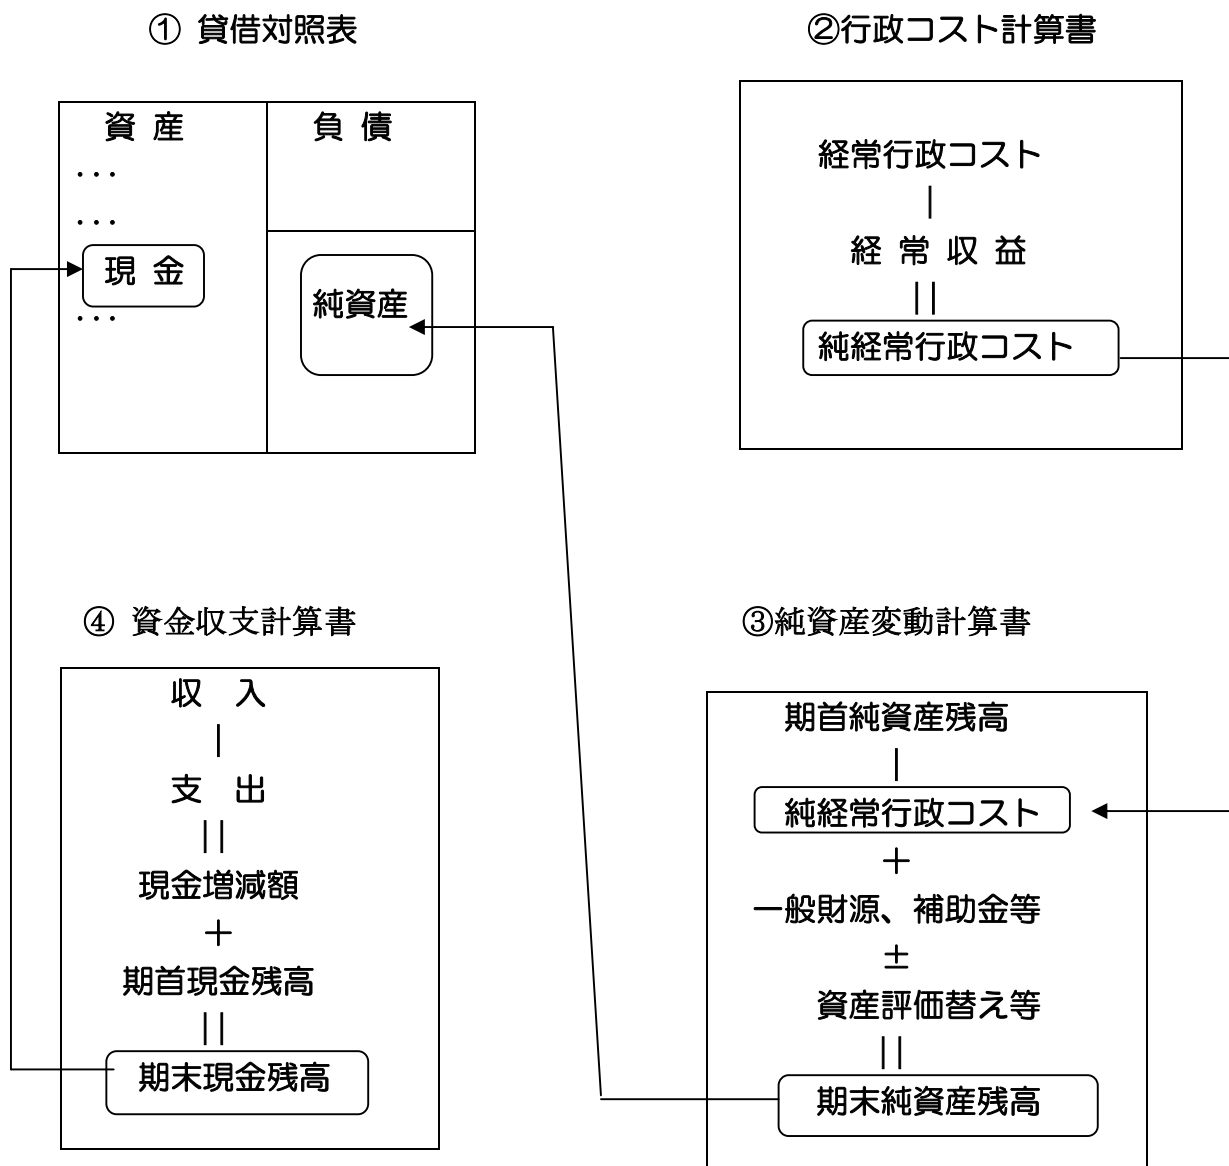 ① 貸借対照表
資 産
負 債
・・・
・・・
現 金
・・・
純資産
②行政コスト計算書
経常行政コスト
|
経 常 収 益
||
純経常行政コスト
④ 資金収支計算書
収 入
|
支 出
||
現金増減額
+
期首現金残高
||
期末現金残高
③純資産変動計算書
期首純資産残高
|
純経常行政コスト
+
一般財源、補助金等
±
資産評価替え等
||
期末純資産残高